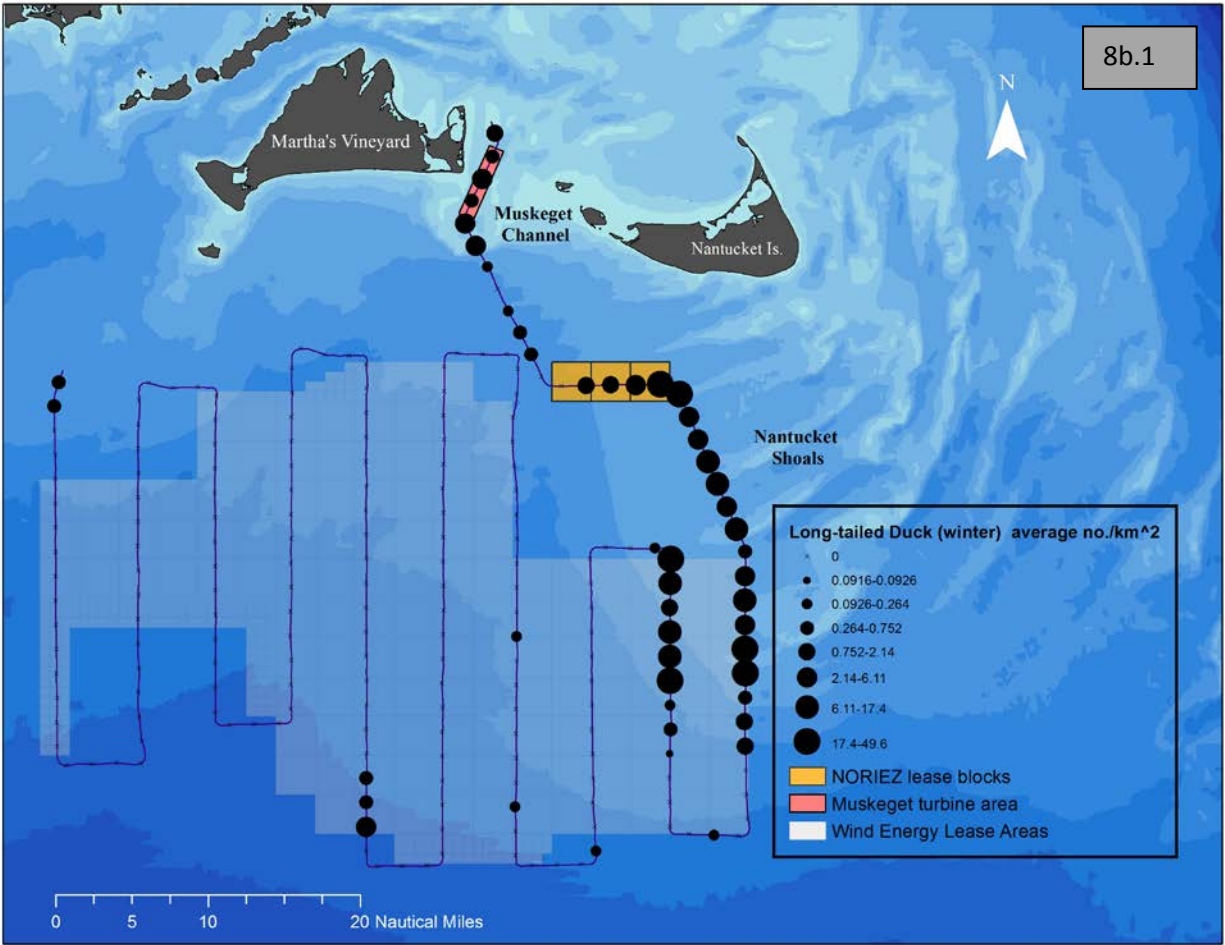 8b.1
N
Martha's Vineyard
Muskeget
Channel
Nantucket Is.
Nantucket
Shoals
Long-tailed Duck (winter) average no./km^2
0
0.0916-0.0926
0.0926-0.264
0.264-0.752
0.752-2.14
2.14-6.11
6.11-17.4
17.4-49.6
NORIEZ lease blocks
Muskeget turbine area
Wind Energy Lease Areas
0 5 10 20 Nautical Miles